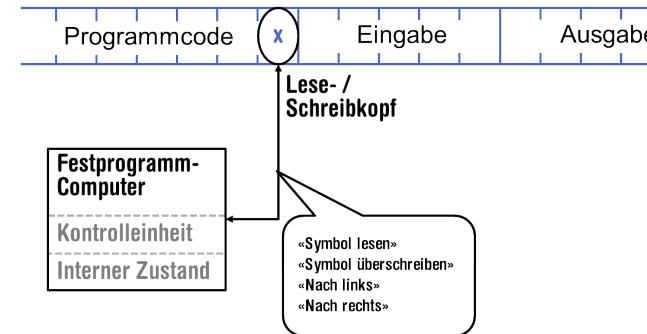 Programmcode x Eingabe Ausgabe
Lese- /
Schreibkopf
Festprogramm-
Computer
Kontrolleinheit
Interner Zustand
«Symbol lesen»
«Symbol überschreiben»
«Nach links»
«Nach rechts»